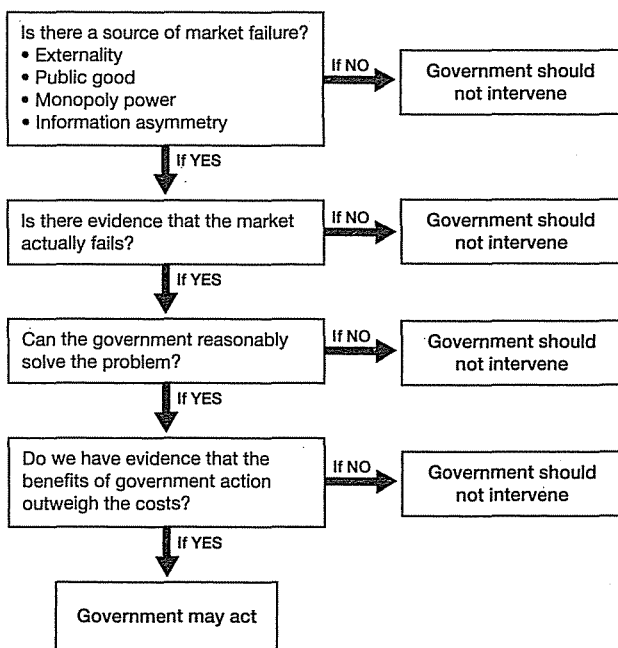 Is there a source of market failure?
• Externality
• Public good
• Monopoly power
• Information asymmetry
If NO
Government should
not intervene
If YES
Is there evidence that the market
actually fails?
If NO
Government should
not intervene
If YES
Can the government reasonably
solve the problem?
If NO
Government should
not intervene
If YES
Do we have evidence that the
benefits of government action
outweigh the costs?
If NO
Government should
not intervene
If YES
Government may act